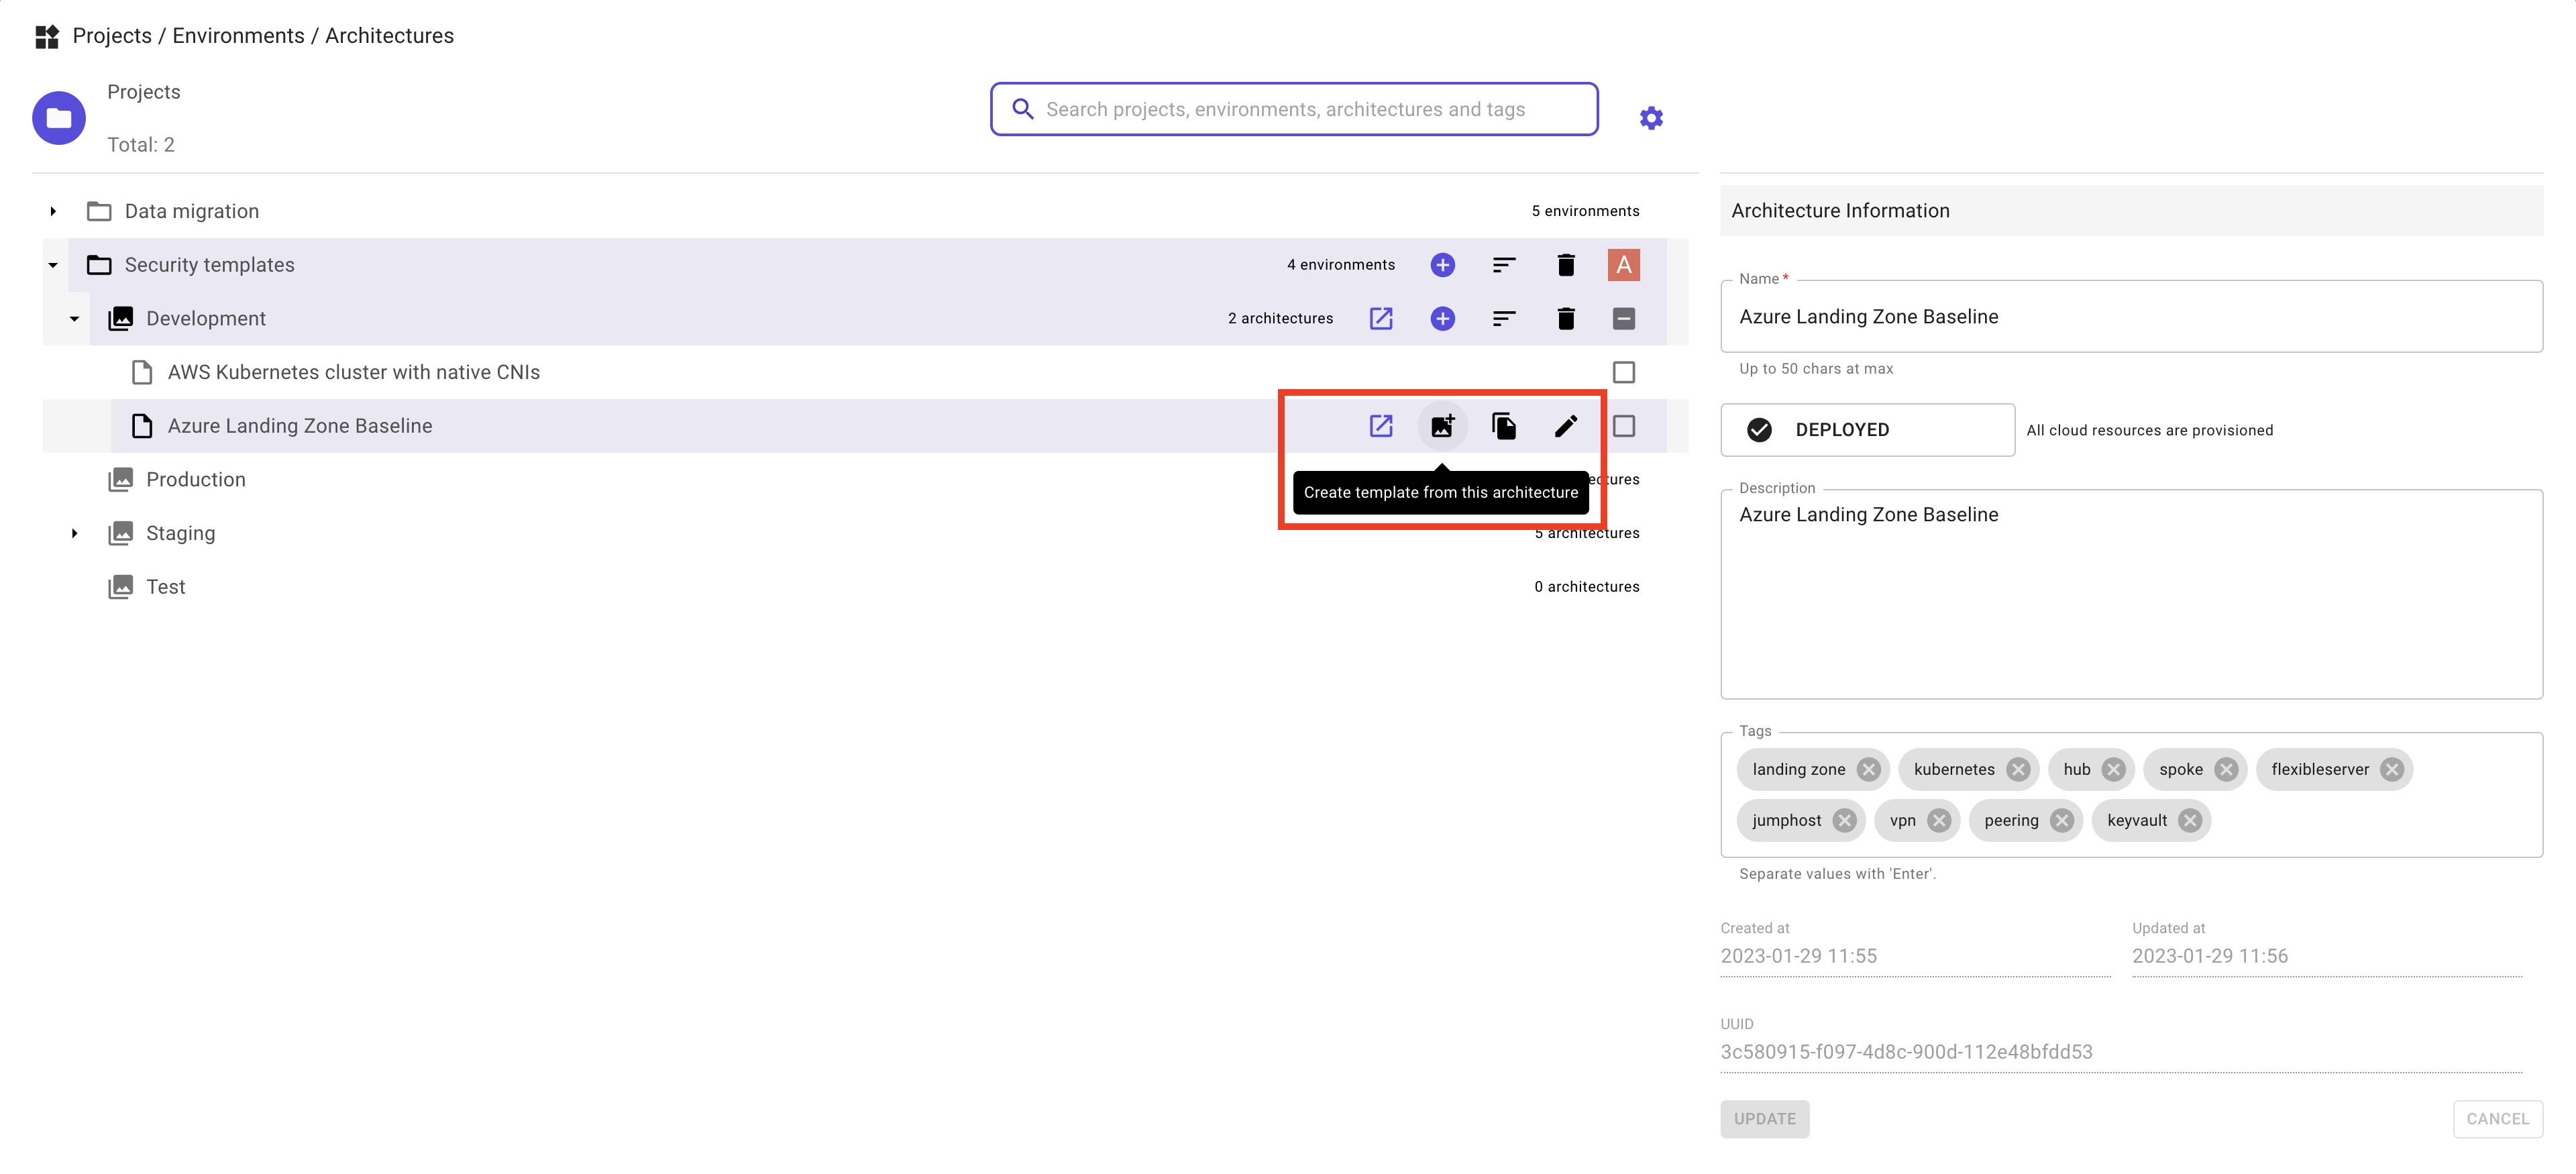 Projects / Environments / Architectures
Projects
Total: 2
Search projects, environments, architectures and tags
Data migration
5 environments
Security templates
4 environments
A
Development
2 architectures
AWS Kubernetes cluster with native CNIs
Azure Landing Zone Baseline
Production
Create template from this architecture
Staging
5 architectures
Test
0 architectures
Architecture Information
Name *
Azure Landing Zone Baseline
Up to 50 chars at max
DEPLOYED
All cloud resources are provisioned
Description
Azure Landing Zone Baseline
Tags
landing zone kubernetes hub spoke flexibleserver
jumphost vpn peering keyvault
Separate values with 'Enter'.
Created at
2023-01-29 11:55
Updated at
2023-01-29 11:56
UUID
3c580915-f097-4d8c-900d-112e48bfdd53
UPDATE
CANCEL